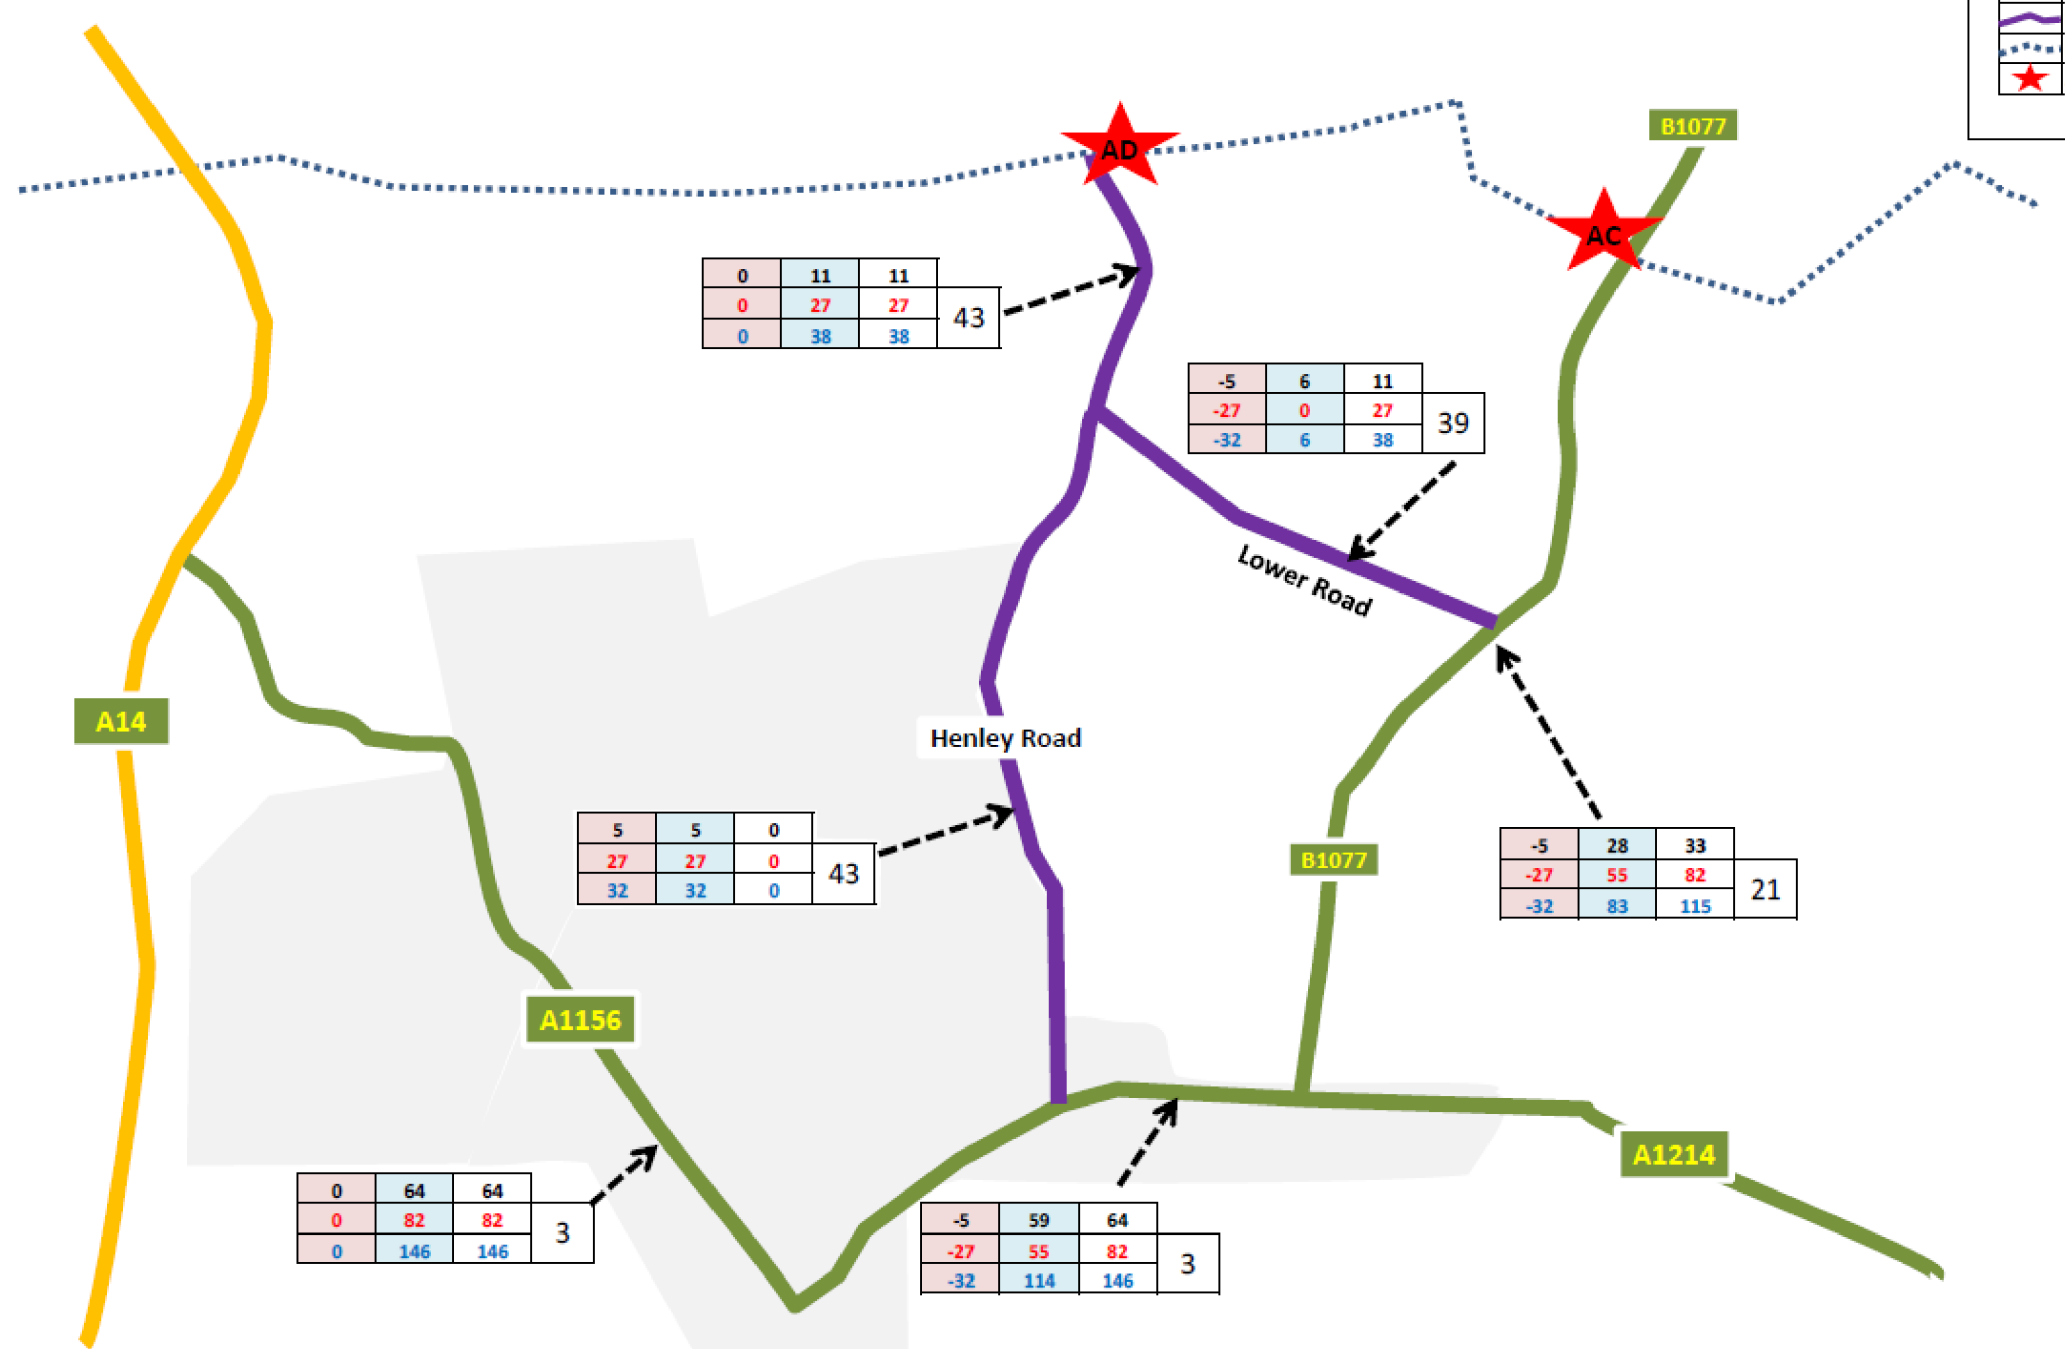 B1077
AD
AC
0 11 11
0 27 27
0 38 38
43
-5 6 11
-27 0 27
-32 6 38
39
Lower Road
A14
Henley Road
5 5 0
27 27 0
32 32 0
43
B1077
-5 28 33
-27 55 82
-32 83 115
21
A1156
A1214
0 64 64
0 82 82
0 146 146
3
-5 59 64
-27 55 82
-32 114 146
3